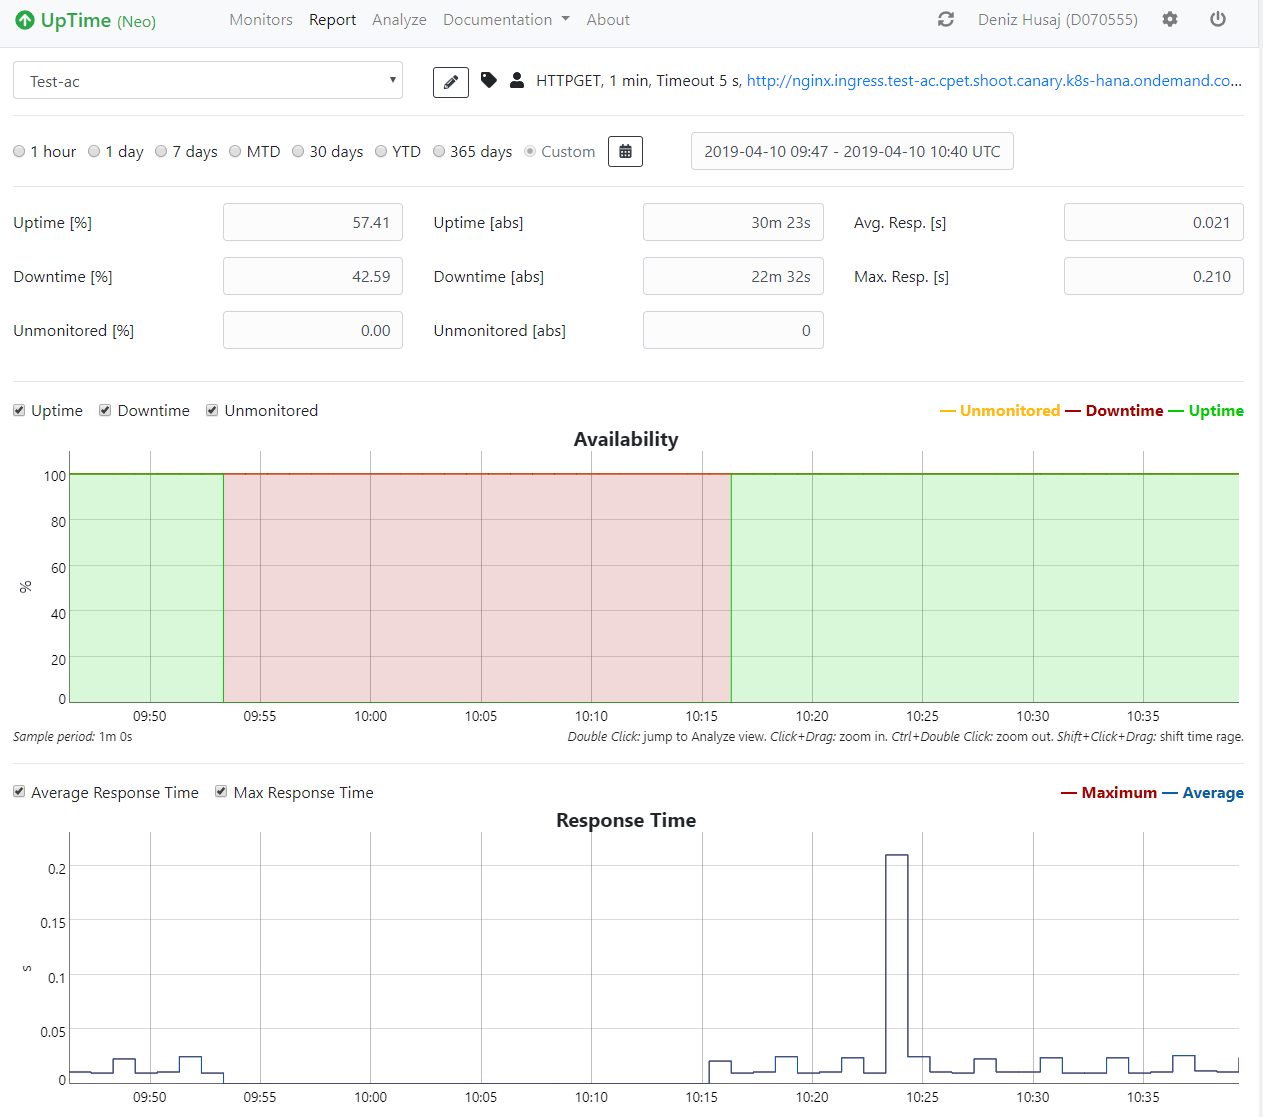 UpTime (Neo) Monitors Report Analyze Documentation About Deniz Husaj (D070555)
Test-ac HTTPGET, 1 min, Timeout 5 s, http://nginx.ingress.test-ac.cpet.shoot.canary.k8s-hana.ondemand.co...
1 hour 1 day 7 days MTD 30 days YTD 365 days Custom 2019-04-10 09:47 - 2019-04-10 10:40 UTC
Uptime [%] 57.41 Uptime [abs] 30m 23s Avg. Resp. [s] 0.021
Downtime [%] 42.59 Downtime [abs] 22m 32s Max. Resp. [s] 0.210
Unmonitored [%] 0.00 Unmonitored [abs] 0
Uptime Downtime Unmonitored Unmonitored Downtime Uptime
Availability
100
80
60
%
40
20
0
09:50 09:55 10:00 10:05 10:10 10:15 10:20 10:25 10:30 10:35
Sample period: 1m 0s Double Click: jump to Analyze view. Click+Drag: zoom in. Ctrl+Double Click: zoom out. Shift+Click+Drag: shift time rage.
Average Response Time Max Response Time Maximum Average
Response Time
0.2
0.15
s
0.1
0.05
0
09:50 09:55 10:00 10:05 10:10 10:15 10:20 10:25 10:30 10:35